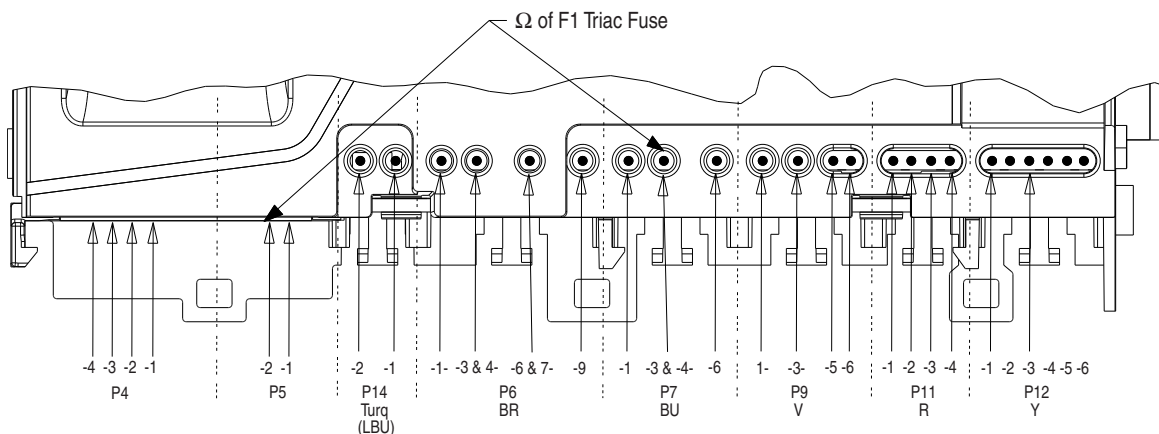 Ω of F1 Triac Fuse
-4 -3 -2 -1 -2 -1 -2 -1 -1- -3 & 4- -6 & 7- -9 -1 -3 & -4- -6 1- -3- -5 -6 -1 -2 -3 -4 -1 -2 -3 -4 -5 -6
P4 P5 P14 P6 P7 P9 P11 P12
Turq BR BU V R Y
(LBU)